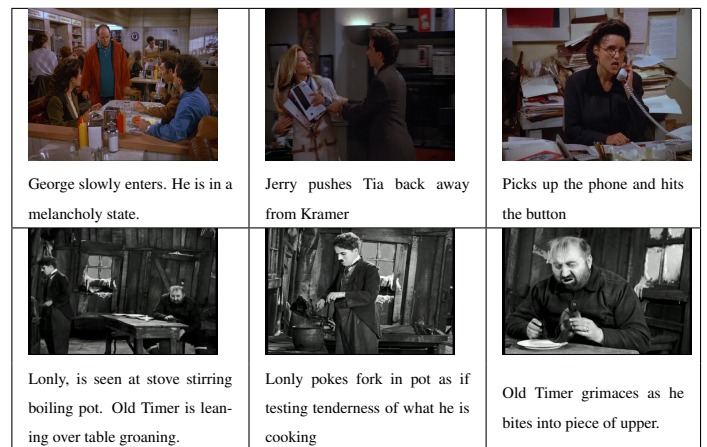 George slowly enters. He is in a
melancholy state.
Jerry pushes Tia back away
from Kramer
Picks up the phone and hits
the button
Lonly, is seen at stove stirring
boiling pot. Old Timer is lean-
ing over table groaning.
Lonly pokes fork in pot as if
testing tenderness of what he is
cooking
Old Timer grimaces as he
bites into piece of upper.